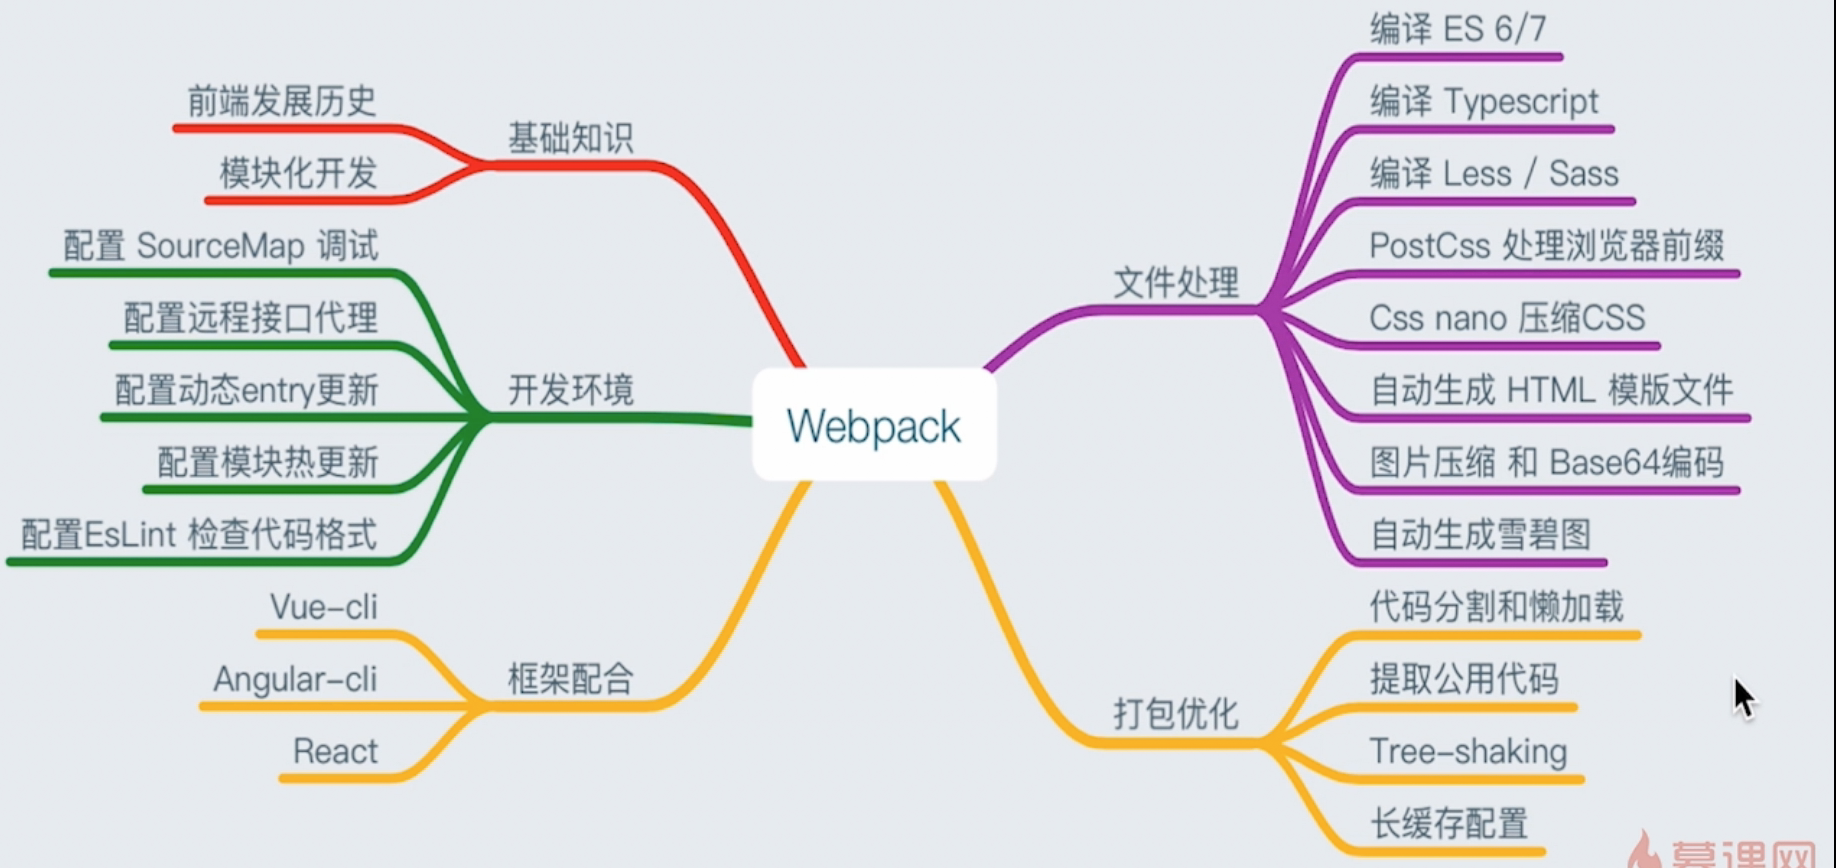 Webpack
基础知识
前端发展历史
模块化开发
开发环境
配置 SourceMap 调试
配置远程接口代理
配置动态entry更新
配置模块热更新
配置EsLint 检查代码格式
框架配合
Vue-cli
Angular-cli
React
文件处理
编译 ES 6/7
编译 Typescript
编译 Less / Sass
PostCss 处理浏览器前缀
Css nano 压缩CSS
自动生成 HTML 模版文件
图片压缩 和 Base64编码
自动生成雪碧图
打包优化
代码分割和懒加载
提取公用代码
Tree-shaking
长缓存配置
慕课网